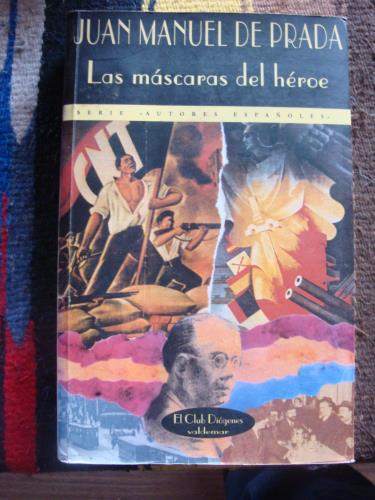 JUAN MANUEL DE PRADA
Las máscaras del héroe
SERIE «AUTORES ESPAÑOLES»
CNT
El Club Diógenes
valdemar